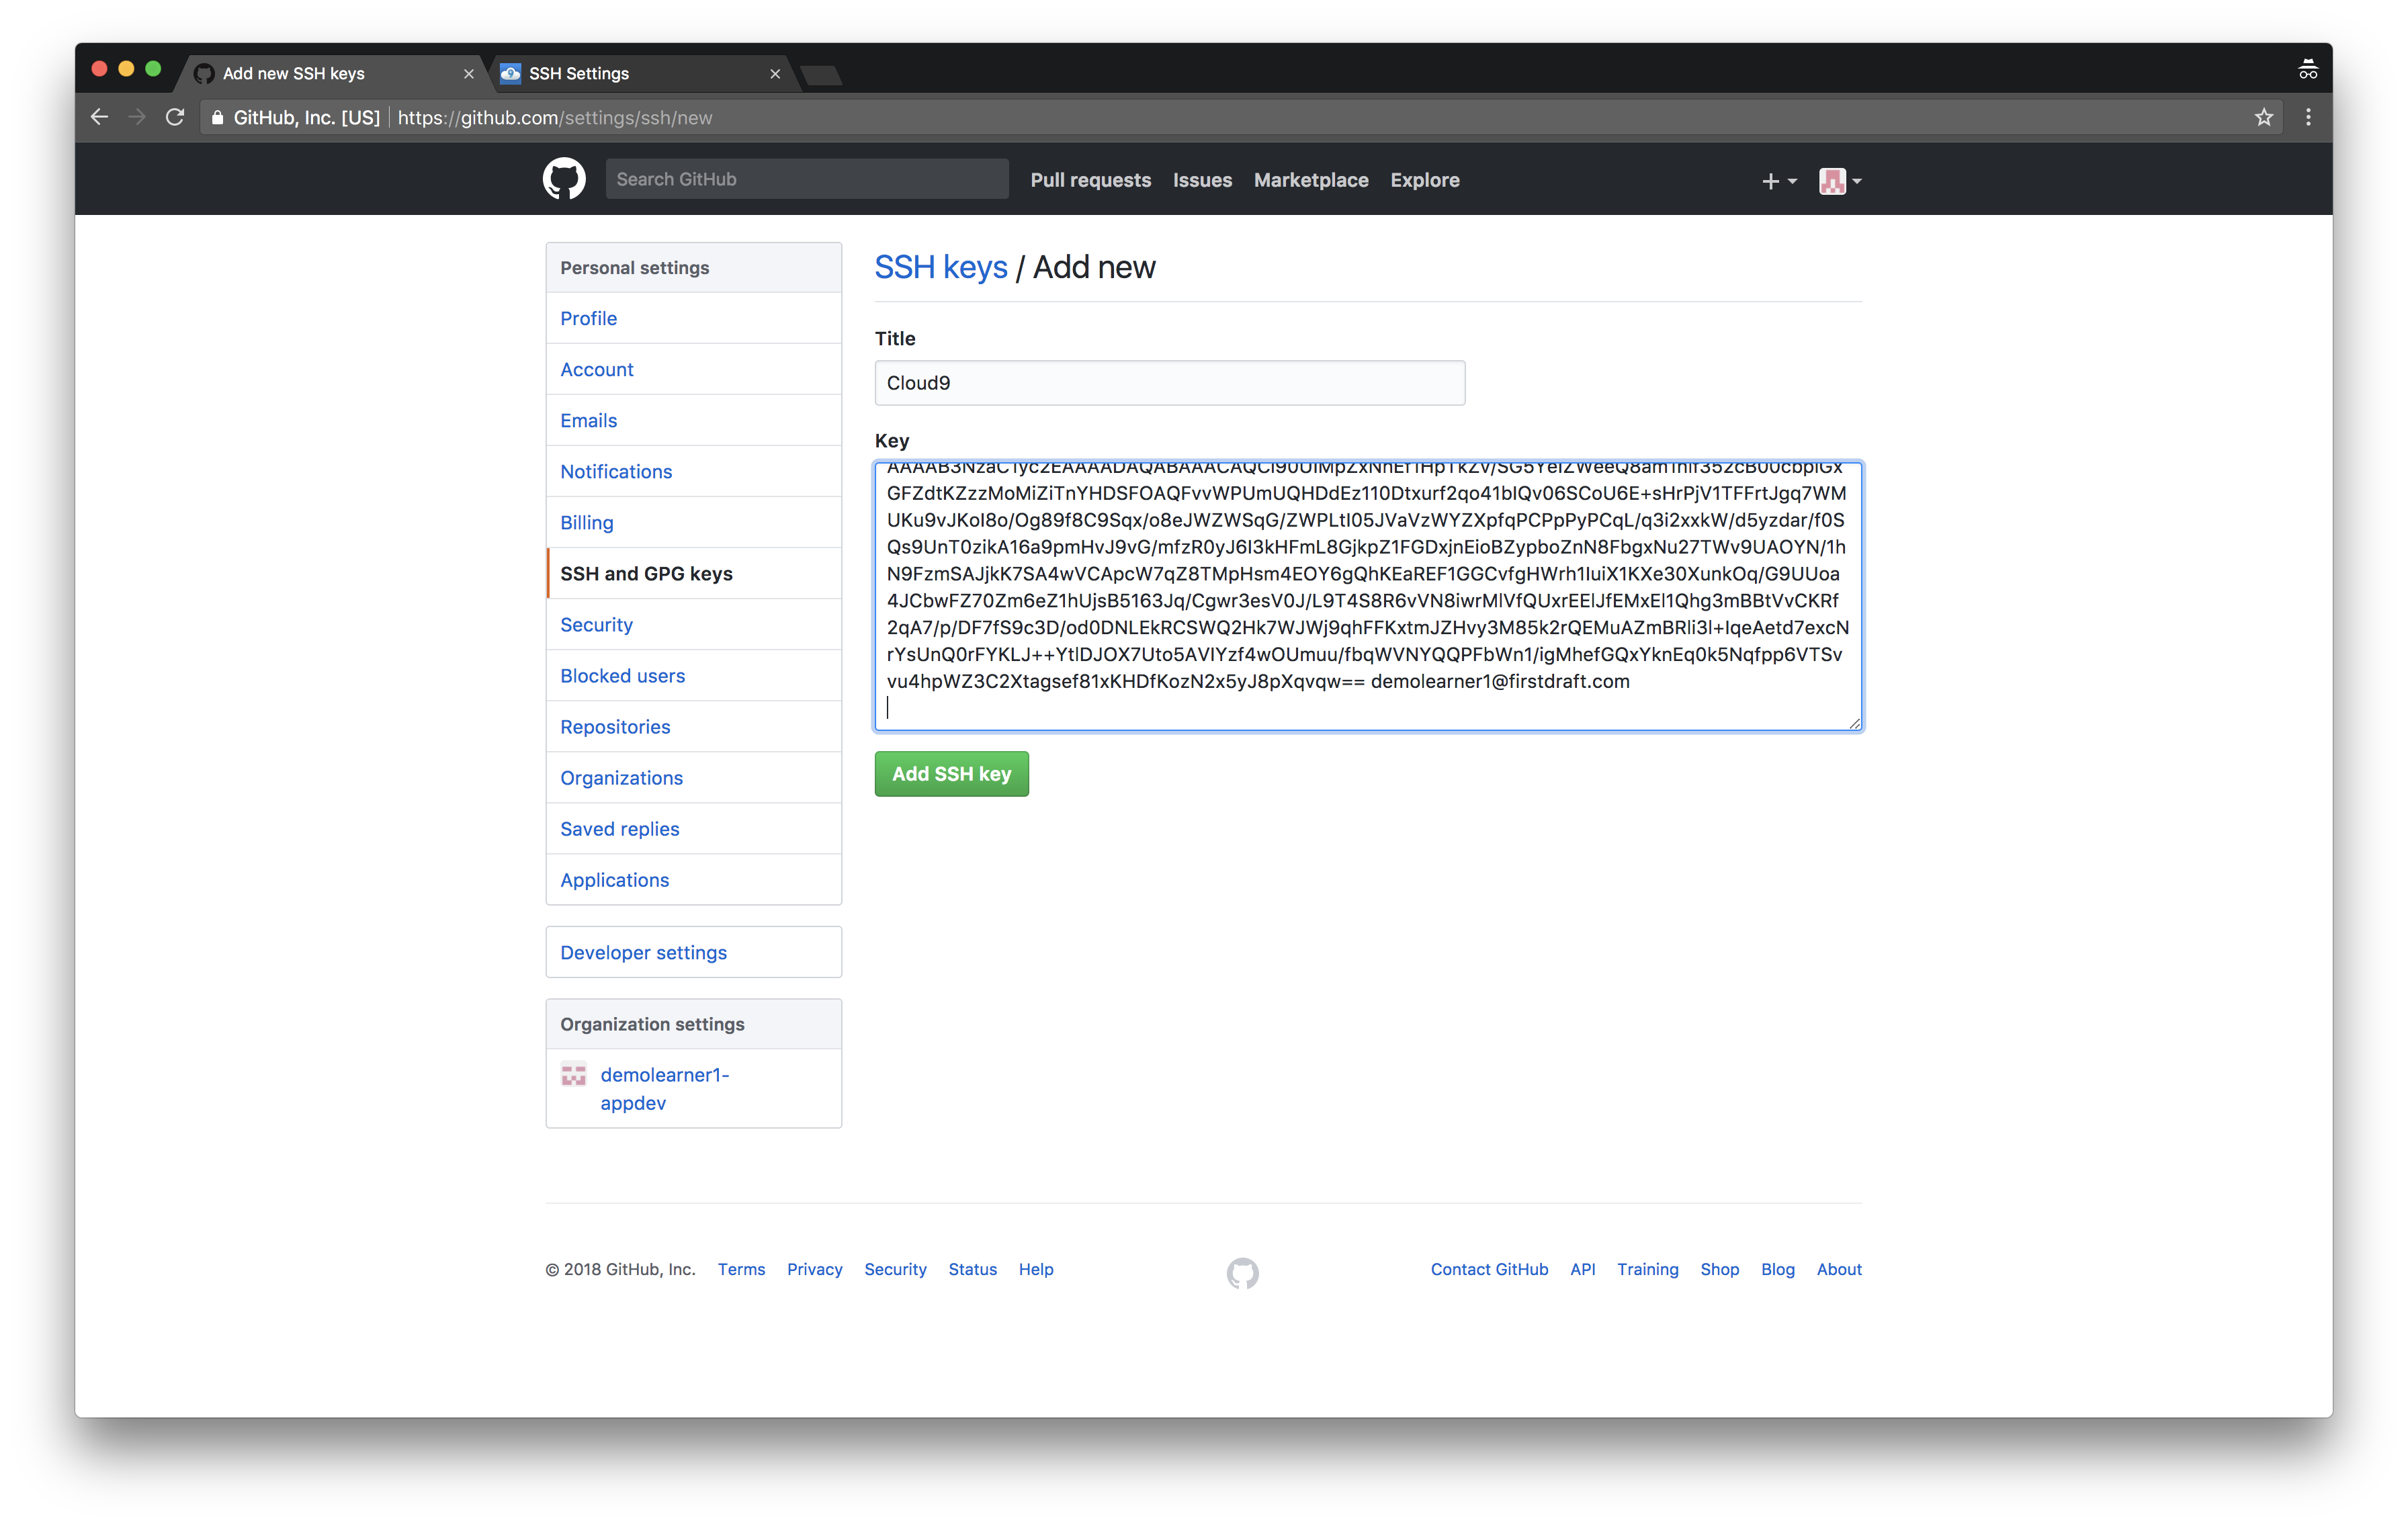 Add new SSH keys
SSH Settings
GitHub, Inc. [US] https://github.com/settings/ssh/new
Search GitHub
Pull requests Issues Marketplace Explore
Personal settings
Profile
Account
Emails
Notifications
Billing
SSH and GPG keys
Security
Blocked users
Repositories
Organizations
Saved replies
Applications
Developer settings
Organization settings
demolearner1-
appdev
SSH keys / Add new
Title
Cloud9
Key
GFZdtKZzzMoMiZiTnYHDSFOAQFvvWPUmUQHDdEz110Dtxurf2qo41bIQv06SCoU6E+sHrPjV1TFFrtJgq7WM
UKu9vJKoI8o/Og89f8C9Sqx/o8eJWZWSqG/ZWPLtI05JVaVzWYZXpfqPCPpPyPCqL/q3i2xxkW/d5yzdar/f0S
Qs9UnT0zikA16a9pmHvJ9vG/mfzR0yJ6I3kHFmL8GjkpZ1FGDxjnEioBZypboZnN8FbgxNu27TWv9UAOYN/1h
N9FzmSAJjkK7SA4wVCApcW7qZ8TMpHsm4EOY6gQhKEaREF1GGCvfgHWrh1IuiX1KXe30XunkOq/G9UUoa
4JCbwFZ70Zm6eZ1hUjsB5163Jq/Cgwr3esV0J/L9T4S8R6vVN8iwrMlVfQUxrEElJfEMxEl1Qhg3mBBtVvCKRf
2qA7/p/DF7fS9c3D/od0DNLEkRCSWQ2Hk7WJWj9qhFFKxtmJZHvy3M85k2rQEMuAZmBRli3l+IqeAetd7excN
rYsUnQ0rFYKLJ++YtlDJOX7Uto5AVIYzf4wOUmuu/fbqWVNYQQPFbWn1/igMhefGQxYknEq0k5Nqfpp6VTSv
vu4hpWZ3C2Xtagsef81xKHDfKozN2x5yJ8pXqvqw== demolearner1@firstdraft.com
Add SSH key
© 2018 GitHub, Inc. Terms Privacy Security Status Help
Contact GitHub API Training Shop Blog About